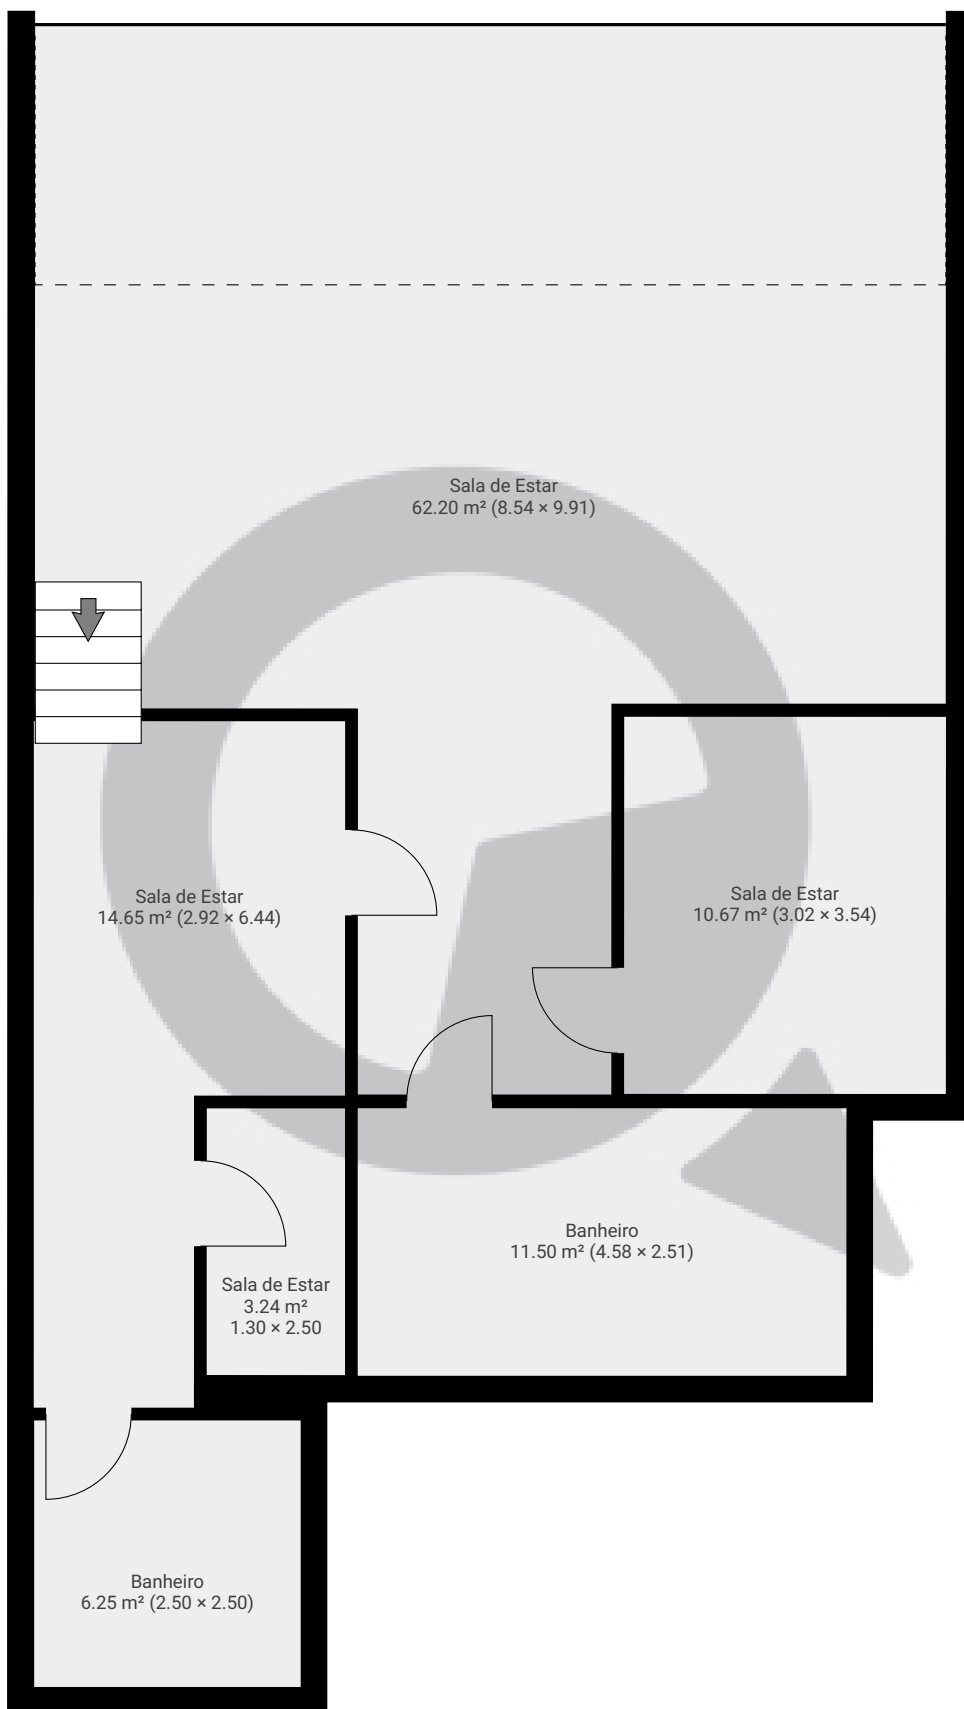 Sala de Estar
62.20 m² (8.54 × 9.91)
Sala de Estar
14.65 m² (2.92 × 6.44)
Sala de Estar
10.67 m² (3.02 × 3.54)
Banheiro
11.50 m² (4.58 × 2.51)
Sala de Estar
3.24 m²
1.30 × 2.50
Banheiro
6.25 m² (2.50 × 2.50)